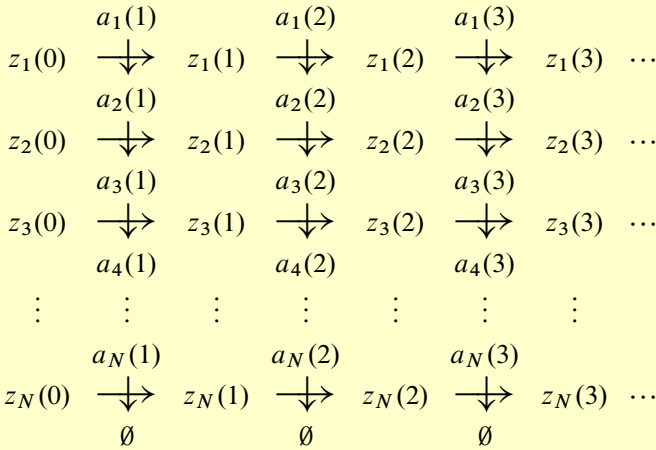 a₁(1) a₁(2) a₁(3)
z₁(0) z₁(1) z₁(2) z₁(3) ⋯
a₂(1) a₂(2) a₂(3)
z₂(0) z₂(1) z₂(2) z₂(3) ⋯
a₃(1) a₃(2) a₃(3)
z₃(0) z₃(1) z₃(2) z₃(3) ⋯
a₄(1) a₄(2) a₄(3)
⋮ ⋮ ⋮ ⋮ ⋮ ⋮ ⋮
a_N(1) a_N(2) a_N(3)
z_N(0) z_N(1) z_N(2) z_N(3) ⋯
∅ ∅ ∅